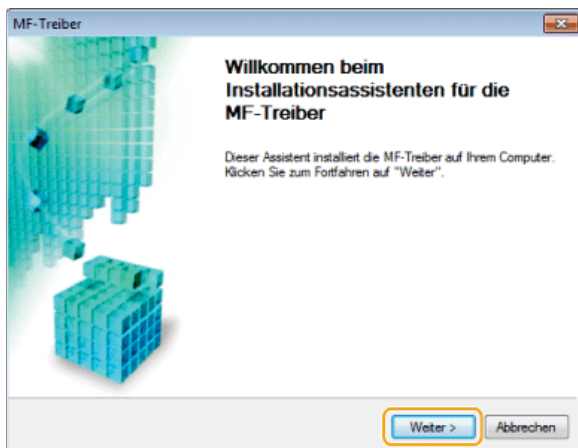 MF-Treiber
Willkommen beim
Installationsassistenten für die
MF-Treiber
Dieser Assistent installiert die MF-Treiber auf Ihrem Computer.
Klicken Sie zum Fortfahren auf "Weiter".
Weiter >
Abbrechen